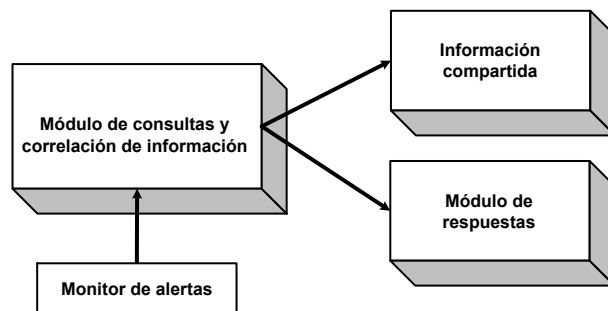 Información
compartida
Módulo de consultas y
correlación de información
Módulo de
respuestas
Monitor de alertas